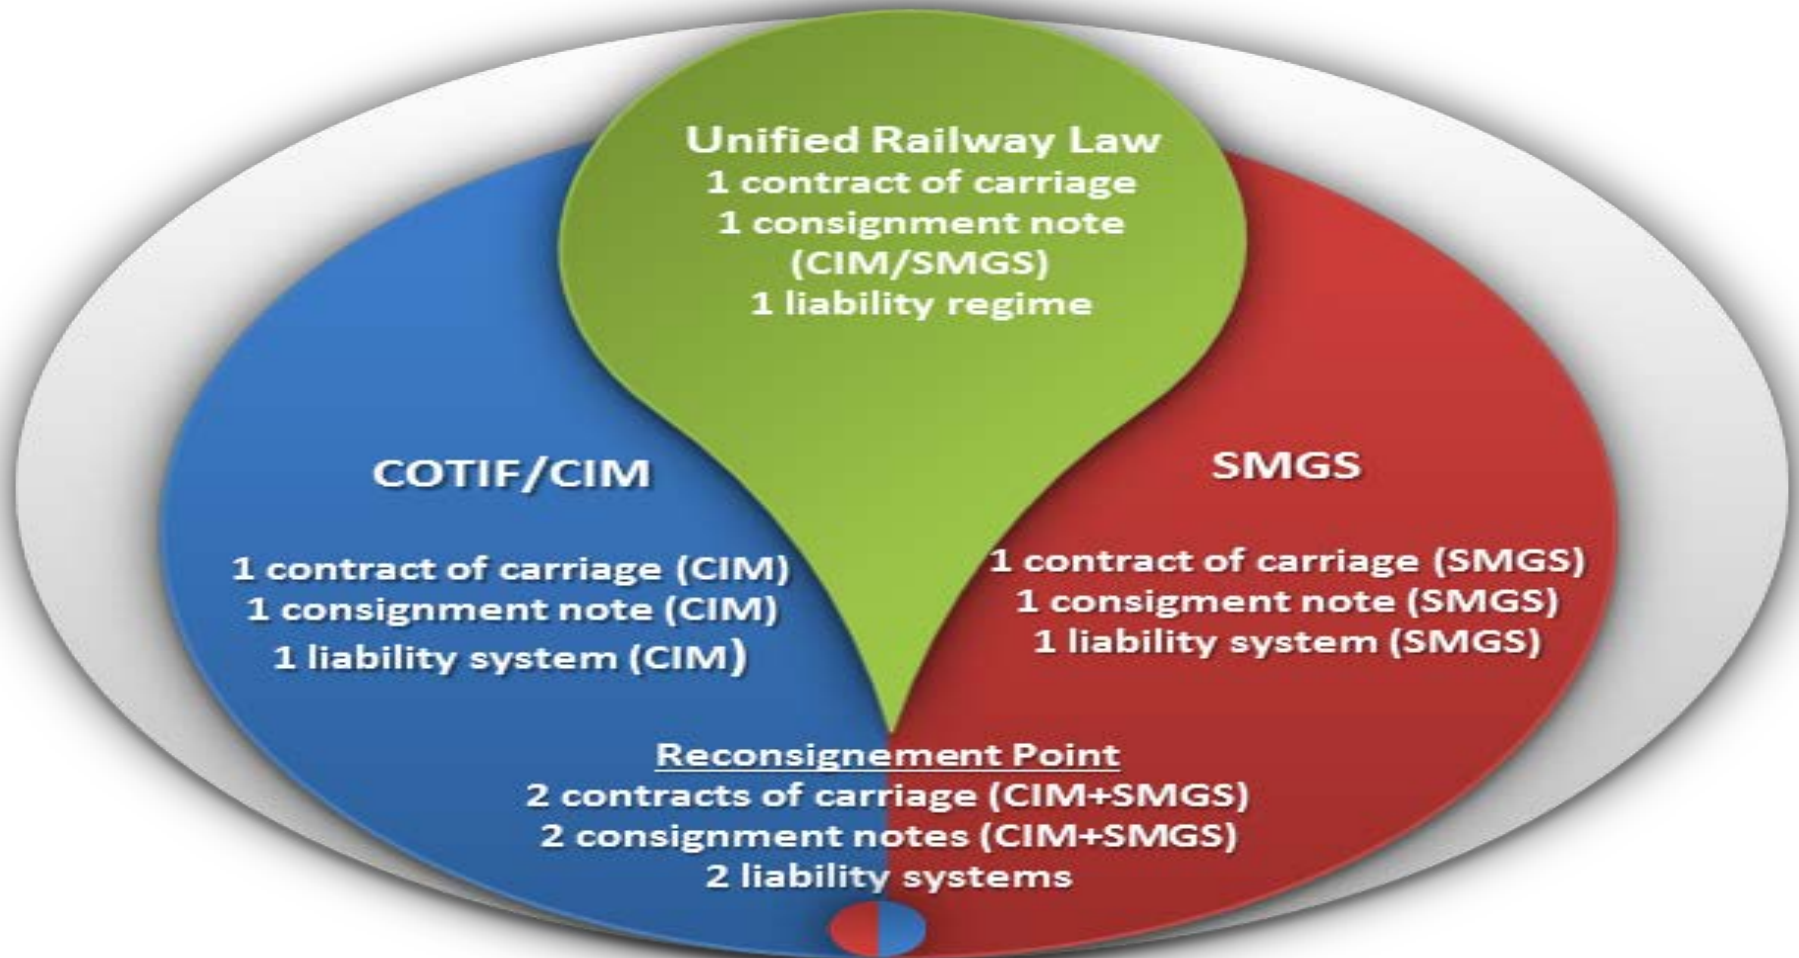 Unified Railway Law
1 contract of carriage
1 consignment note
(CIM/SMGS)
1 liability regime
COTIF/CIM
1 contract of carriage (CIM)
1 consignment note (CIM)
1 liability system (CIM)
SMGS
1 contract of carriage (SMGS)
1 consigment note (SMGS)
1 liability system (SMGS)
Reconsignement Point
2 contracts of carriage (CIM+SMGS)
2 consignment notes (CIM+SMGS)
2 liability systems